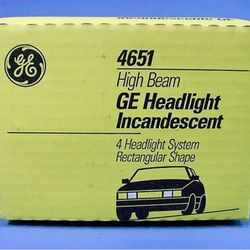 GE
4651
High Beam
GE Headlight
Incandescent
4 Headlight System
Rectangular Shape